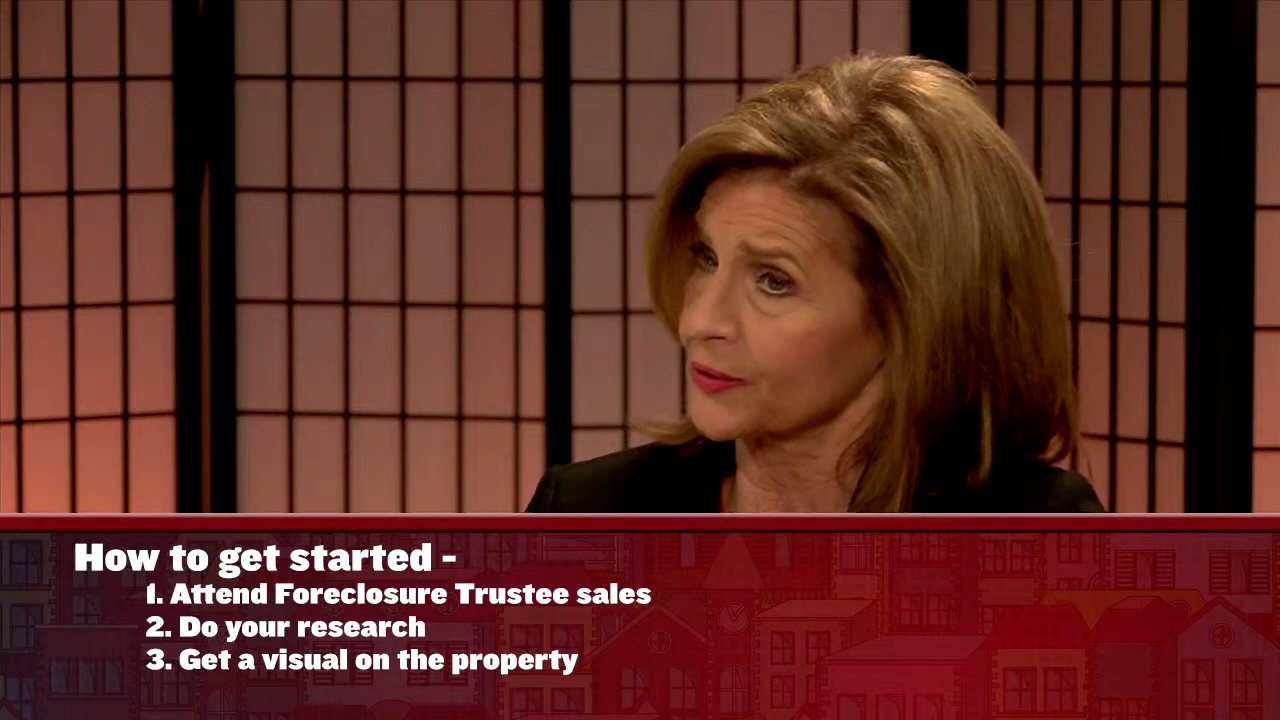 How to get started -
1. Attend Foreclosure Trustee sales
2. Do your research
3. Get a visual on the property